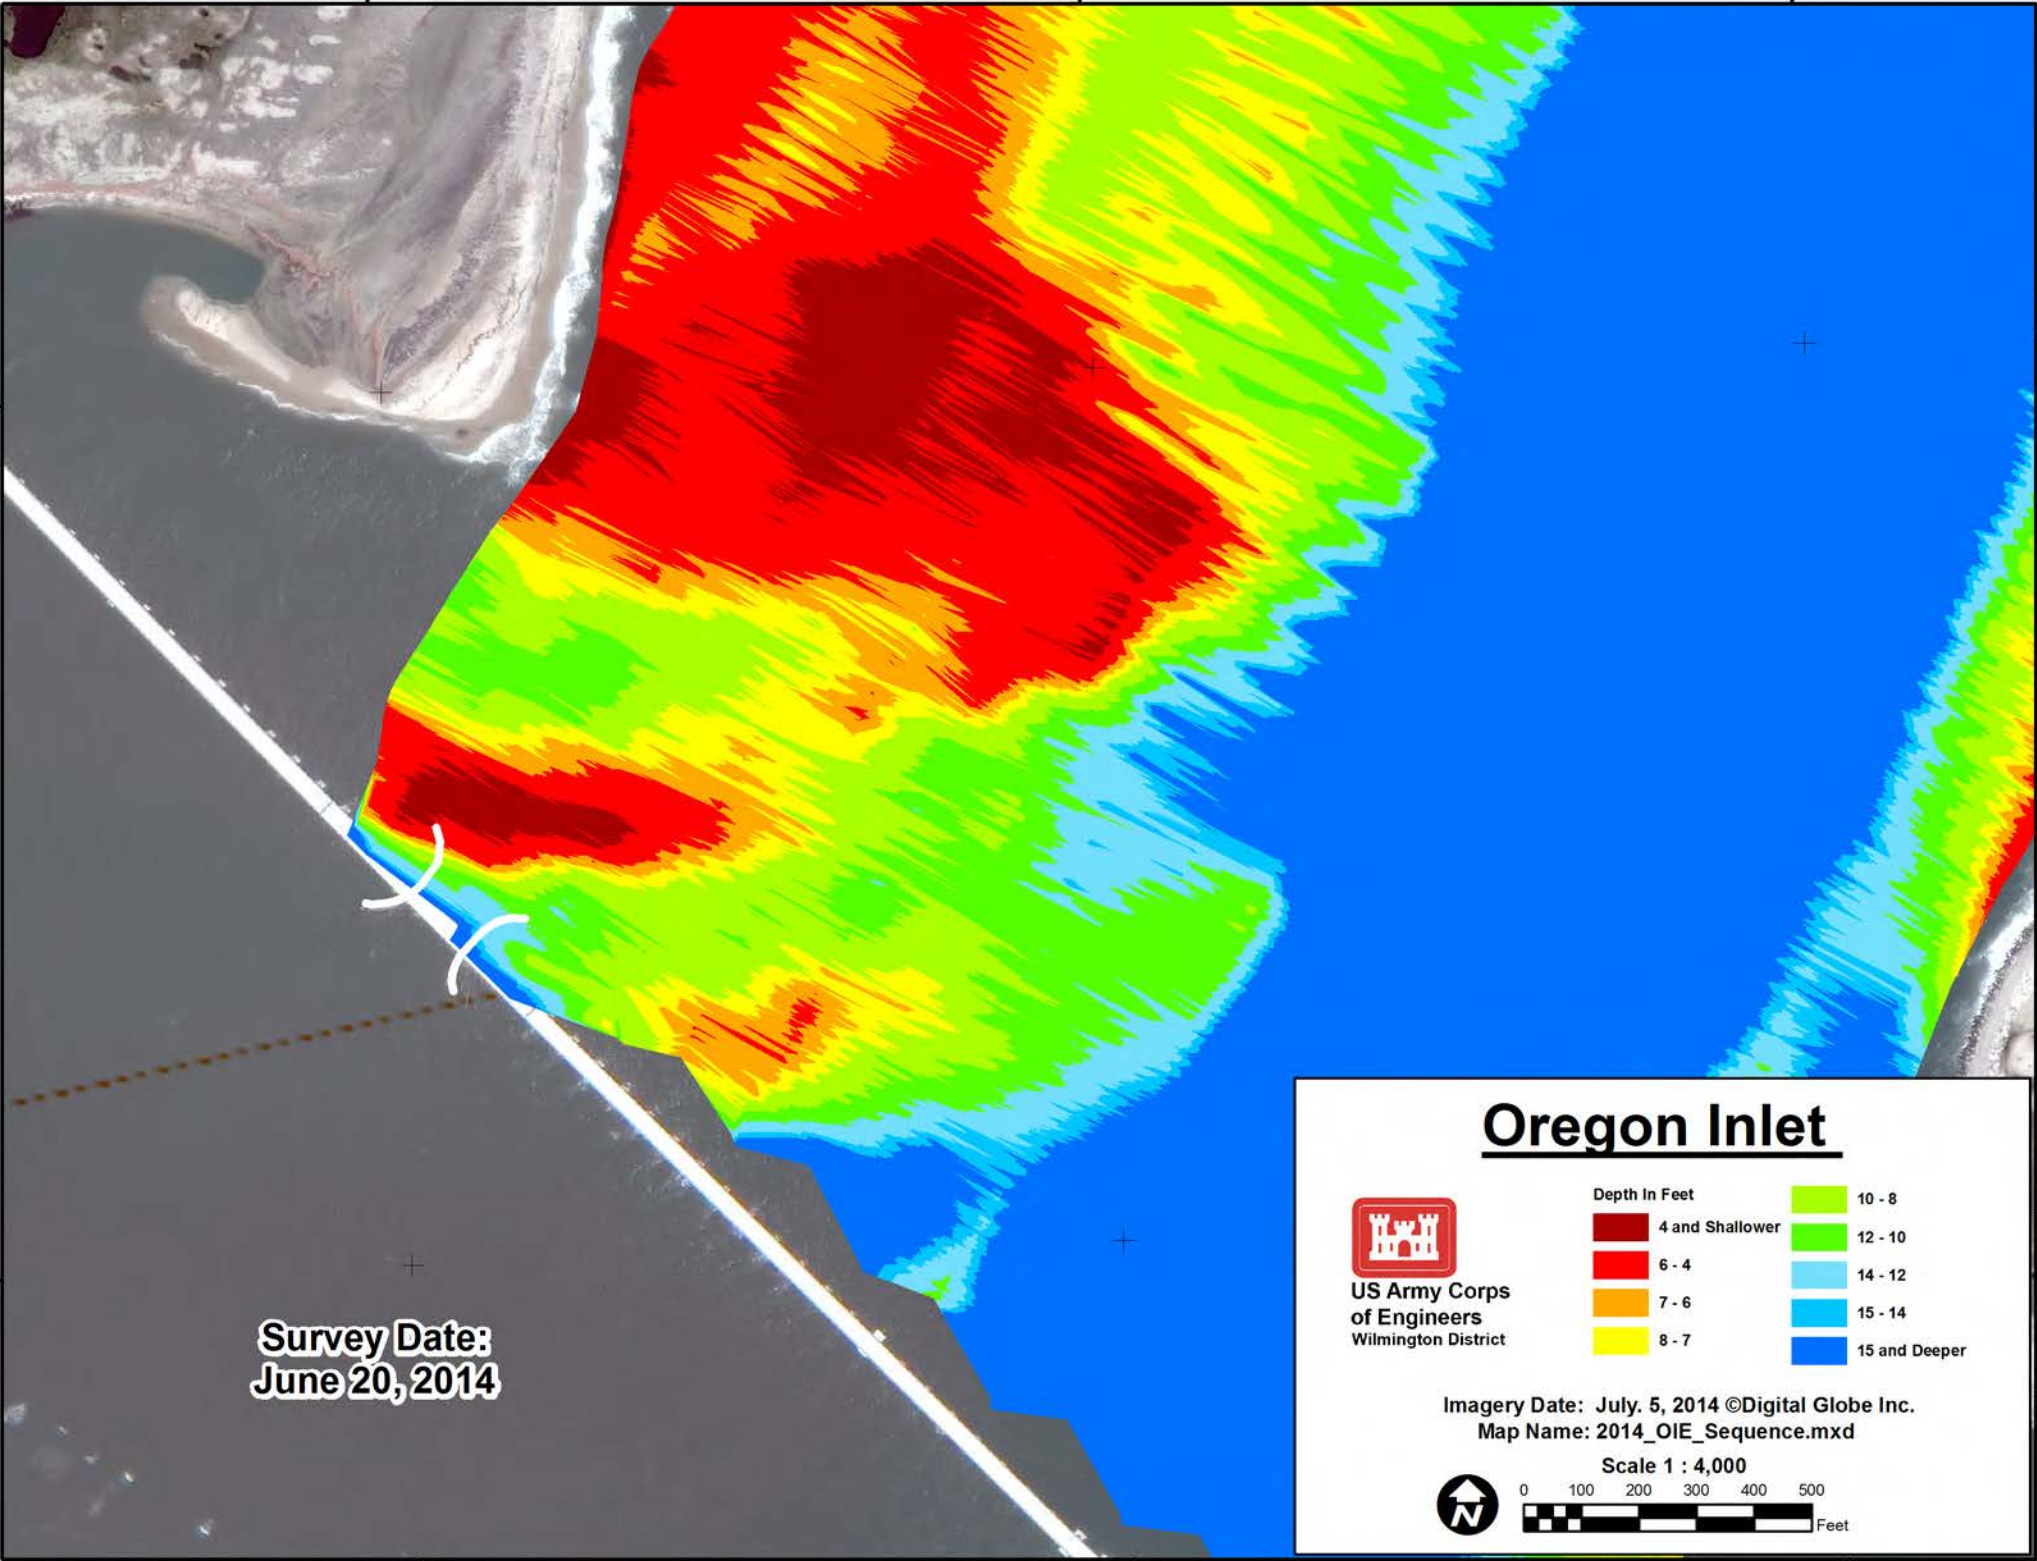 Oregon Inlet
Depth In Feet
4 and Shallower
6 - 4
7 - 6
8 - 7
10 - 8
12 - 10
14 - 12
15 - 14
15 and Deeper
US Army Corps
of Engineers
Wilmington District
Imagery Date: July. 5, 2014 ©Digital Globe Inc.
Map Name: 2014_OIE_Sequence.mxd
Scale 1 : 4,000
N
0 100 200 300 400 500
Feet
Survey Date:
June 20, 2014